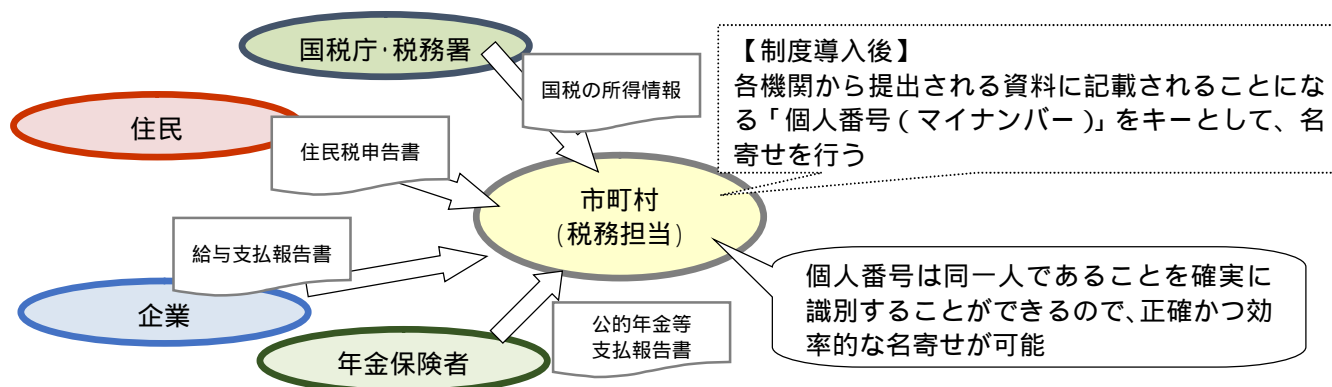 国税庁・税務署
国税の所得情報
住民
住民税申告書
給与支払報告書
企業
年金保険者
公的年金等
支払報告書
市町村
(税務担当)
【制度導入後】
各機関から提出される資料に記載されることにな
る「個人番号(マイナンバー)」をキーとして、名
寄せを行う
個人番号は同一人であることを確実に
識別することができるので、正確かつ効
率的な名寄せが可能